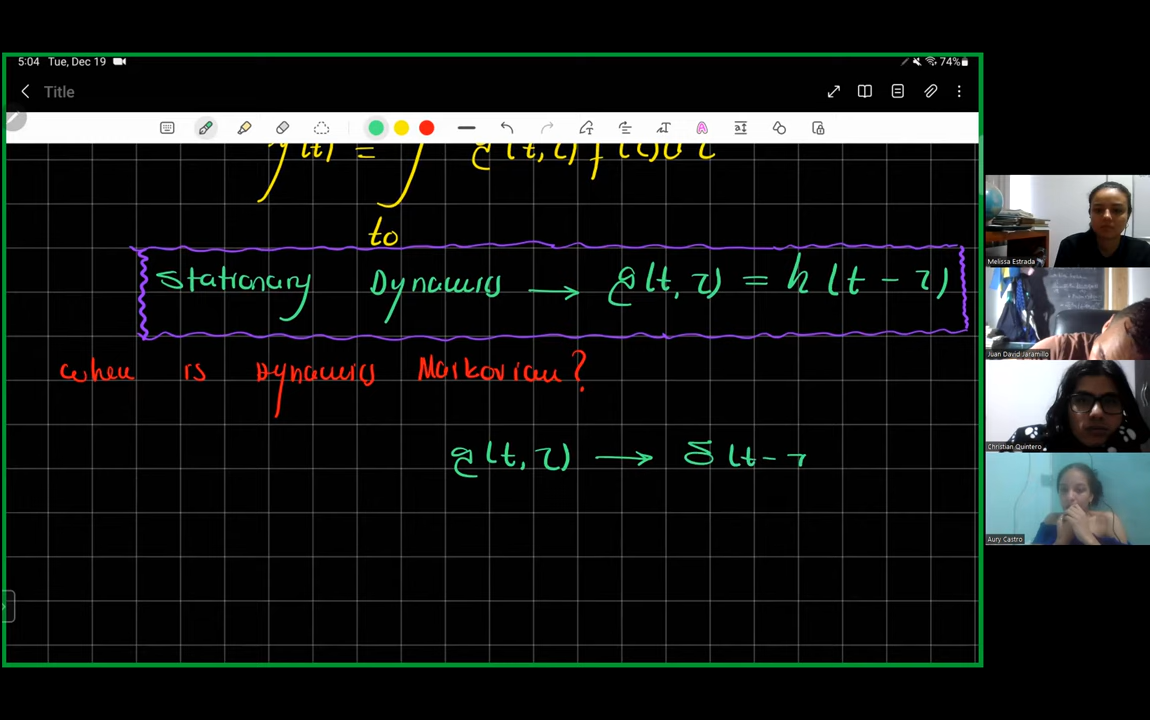 5:04 Tue, Dec 19 74%
Title
y(t) = ∫ g(t, τ) f(τ) dτ
to
Stationary Dynamics → g(t, τ) = h(t - τ)
when is Dynamics Markovian?
g(t, τ) → δ(t - τ
Melissa Estrada
Juan David Jaramillo
Christian Quintero
Aury Castro